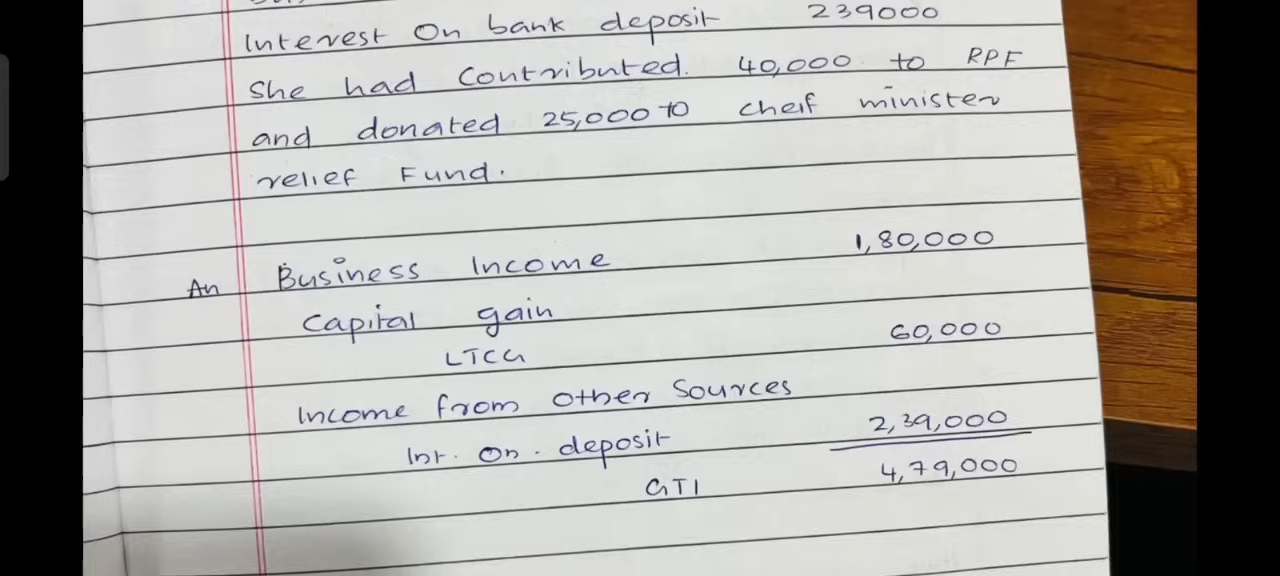 Interest On bank deposit 239000
She had Contributed. 40,000 to RPF
and donated 25,000 to cheif minister
relief Fund.
An Business Income 1,80,000
Capital gain
LTCG 60,000
Income from Other Sources
Int. On. deposit 2,39,000
GTI 4,79,000